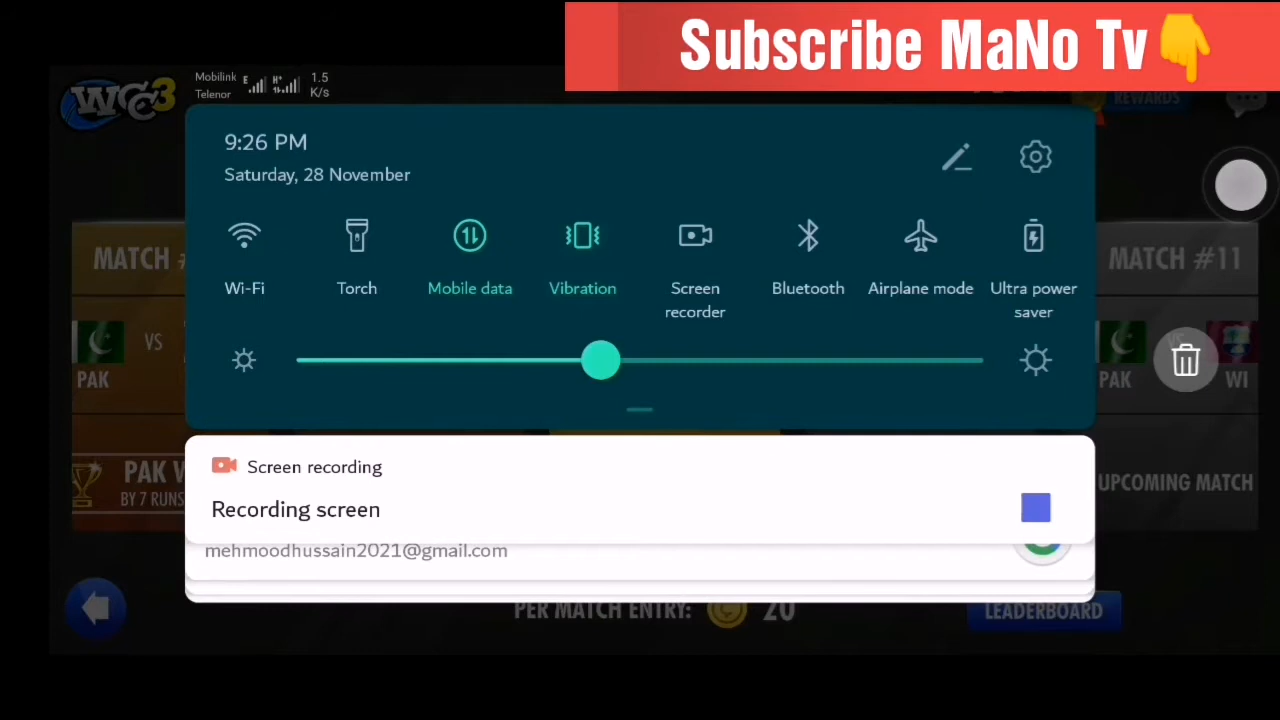 Subscribe MaNo Tv👇
WCC3
Mobilink
Telenor
E
H+
1.5
K/s
REWARDS
9:26 PM
Saturday, 28 November
Wi-Fi
Torch
Mobile data
Vibration
Screen
recorder
Bluetooth
Airplane mode
Ultra power
saver
MATCH #
MATCH #11
VS
PAK
PAK
WI
PAK
BY 7 RUNS
UPCOMING MATCH
Screen recording
Recording screen
mehmoodhussain2021@gmail.com
PER MATCH ENTRY: 20
LEADERBOARD